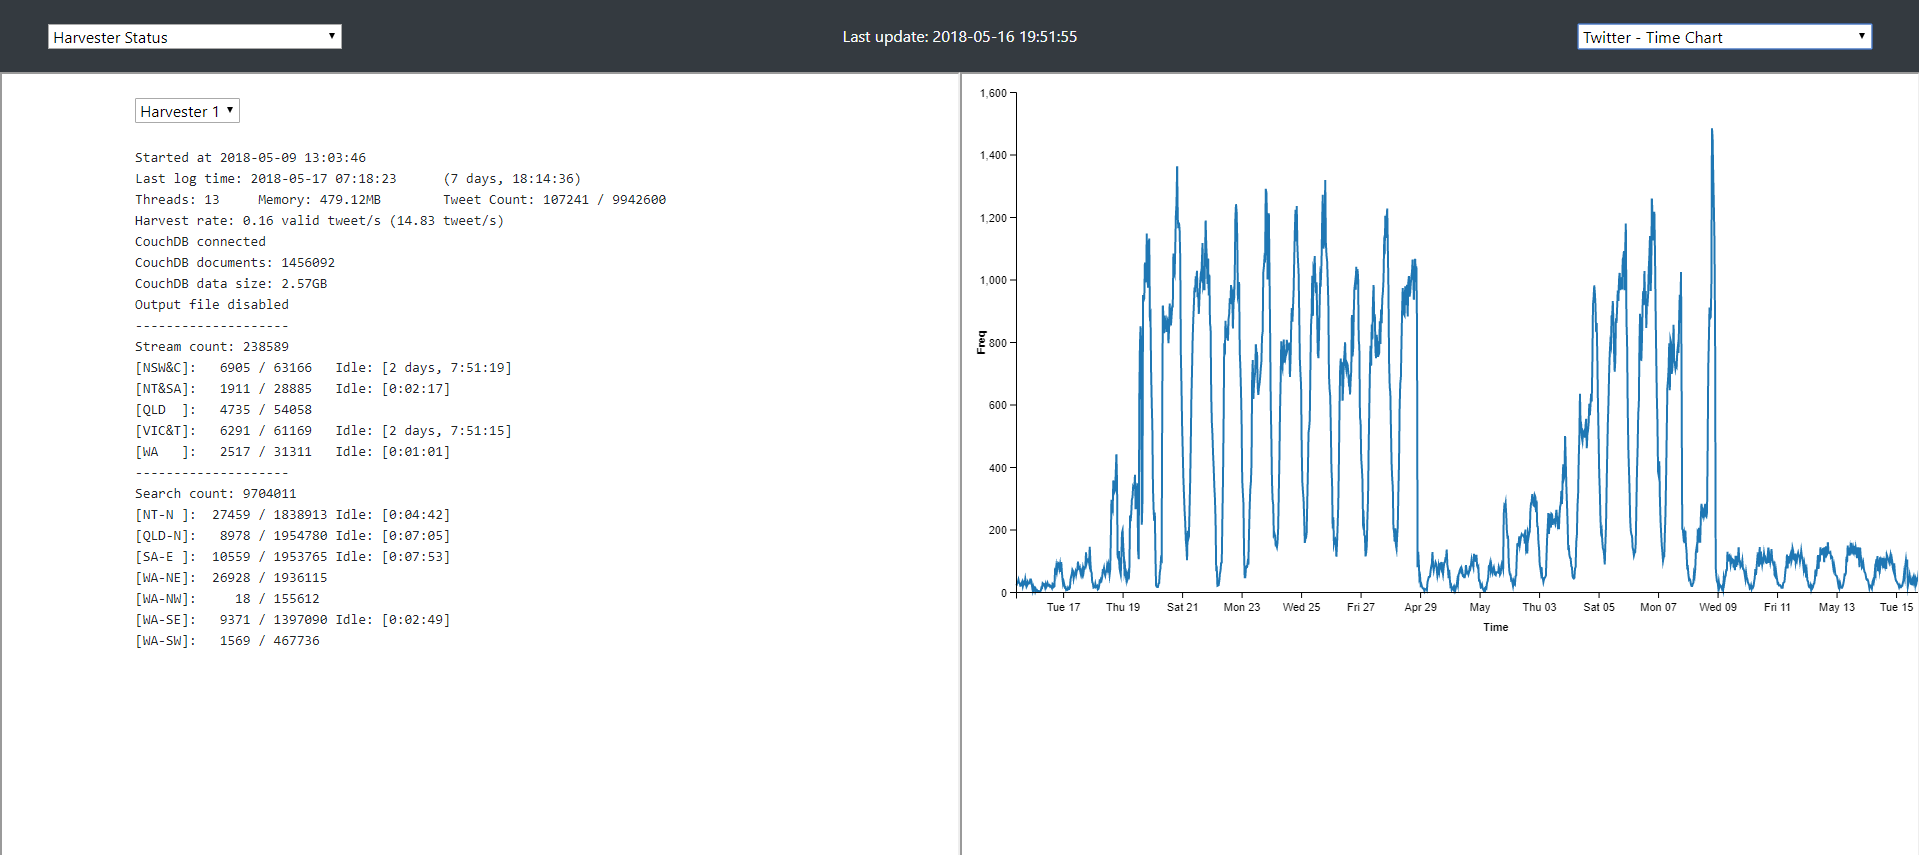 Harvester Status
Last update: 2018-05-16 19:51:55
Twitter - Time Chart
Harvester 1
Started at 2018-05-09 13:03:46
Last log time: 2018-05-17 07:18:23 (7 days, 18:14:36)
Threads: 13 Memory: 479.12MB Tweet Count: 107241 / 9942600
Harvest rate: 0.16 valid tweet/s (14.83 tweet/s)
CouchDB connected
CouchDB documents: 1456092
CouchDB data size: 2.57GB
Output file disabled
--------------------
Stream count: 238589
[NSW&C]: 6905 / 63166 Idle: [2 days, 7:51:19]
[NT&SA]: 1911 / 28885 Idle: [0:02:17]
[QLD ]: 4735 / 54058
[VIC&T]: 6291 / 61169 Idle: [2 days, 7:51:15]
[WA ]: 2517 / 31311 Idle: [0:01:01]
--------------------
Search count: 9704011
[NT-N ]: 27459 / 1838913 Idle: [0:04:42]
[QLD-N]: 8978 / 1954780 Idle: [0:07:05]
[SA-E ]: 10559 / 1953765 Idle: [0:07:53]
[WA-NE]: 26928 / 1936115
[WA-NW]: 18 / 155612
[WA-SE]: 9371 / 1397090 Idle: [0:02:49]
[WA-SW]: 1569 / 467736
1,600
1,400
1,200
1,000
800
600
400
200
0
Freq
Tue 17 Thu 19 Sat 21 Mon 23 Wed 25 Fri 27 Apr 29 May Thu 03 Sat 05 Mon 07 Wed 09 Fri 11 May 13 Tue 15
Time